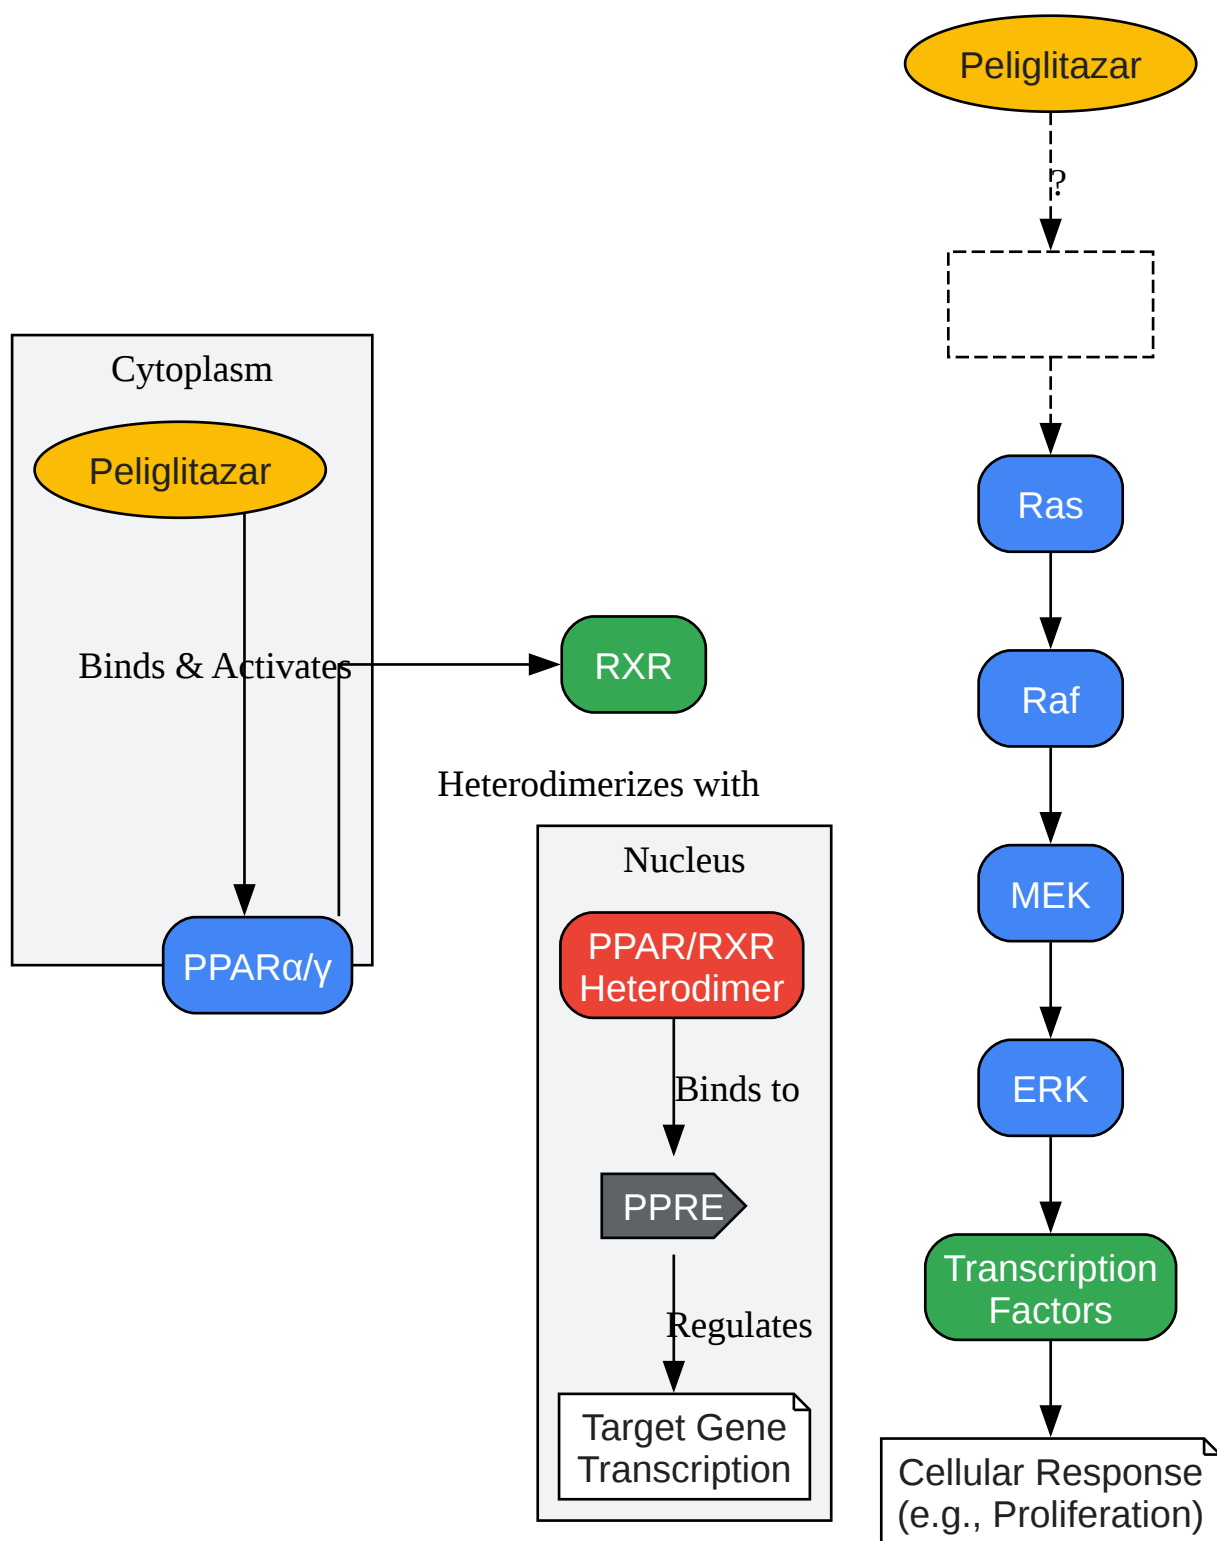 Peliglitazar
?
Cytoplasm
Peliglitazar
Binds & Activates
PPARα/γ
RXR
Heterodimerizes with
Nucleus
PPAR/RXR
Heterodimer
Binds to
PPRE
Regulates
Target Gene
Transcription
Ras
Raf
MEK
ERK
Transcription
Factors
Cellular Response
(e.g., Proliferation)